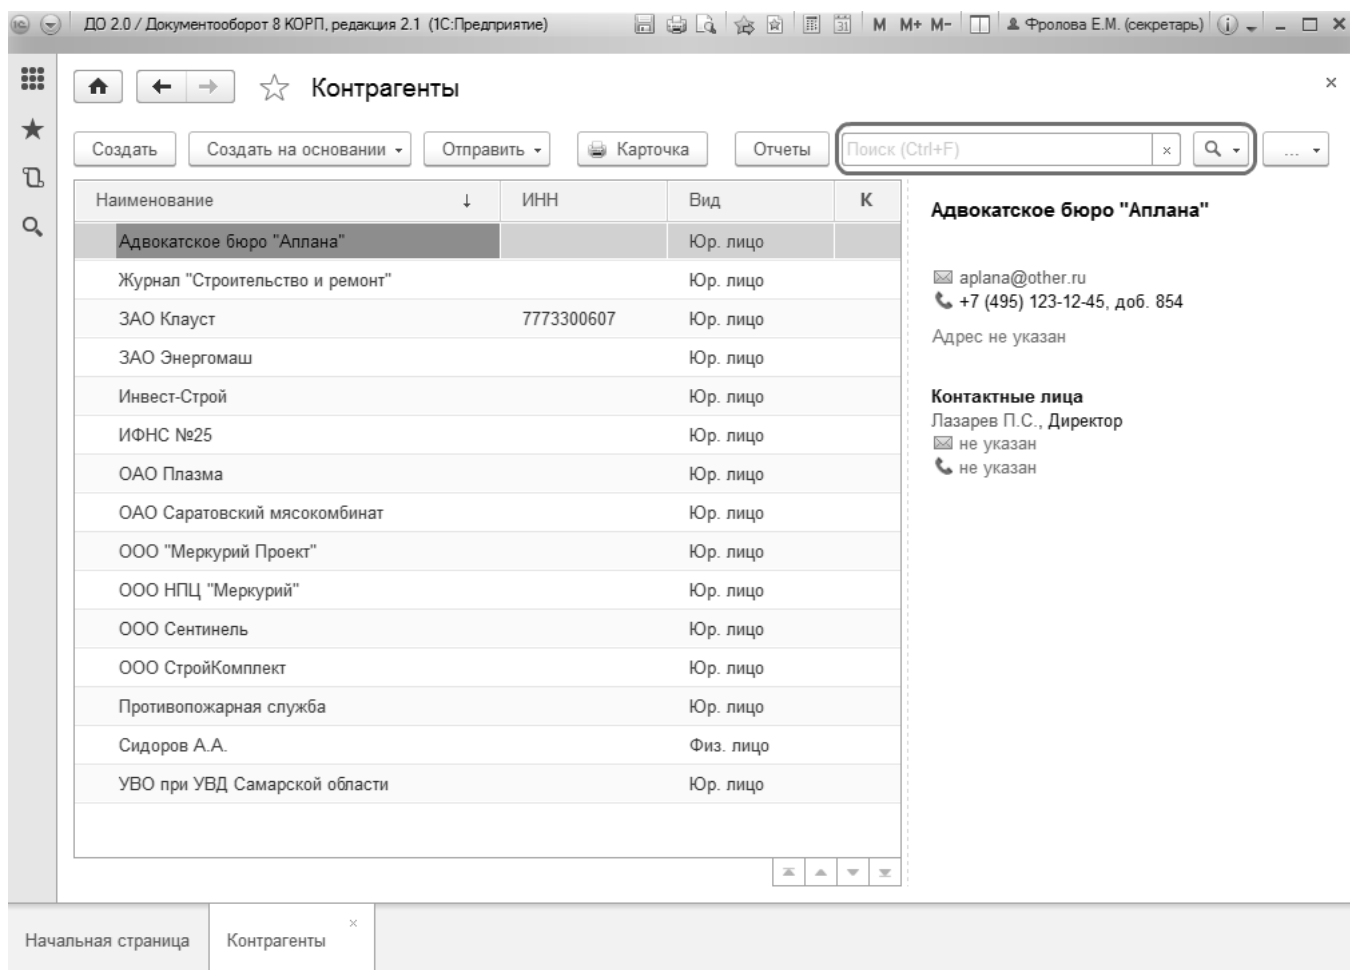 ДО 2.0 / Документооборот 8 КОРП, редакция 2.1 (1С:Предприятие) 31 M M+ M- Фролова Е.М. (секретарь)
Контрагенты
Создать Создать на основании Отправить Карточка Отчеты Поиск (Ctrl+F) ...
Наименование ↓ ИНН Вид К
Адвокатское бюро "Аплана" Юр. лицо
Журнал "Строительство и ремонт" Юр. лицо
ЗАО Клауст 7773300607 Юр. лицо
ЗАО Энергомаш Юр. лицо
Инвест-Строй Юр. лицо
ИФНС №25 Юр. лицо
ОАО Плазма Юр. лицо
ОАО Саратовский мясокомбинат Юр. лицо
ООО "Меркурий Проект" Юр. лицо
ООО НПЦ "Меркурий" Юр. лицо
ООО Сентинель Юр. лицо
ООО СтройКомплект Юр. лицо
Противопожарная служба Юр. лицо
Сидоров А.А. Физ. лицо
УВО при УВД Самарской области Юр. лицо
Адвокатское бюро "Аплана"
aplana@other.ru
+7 (495) 123-12-45, доб. 854
Адрес не указан
Контактные лица
Лазарев П.С., Директор
не указан
не указан
Начальная страница Контрагенты